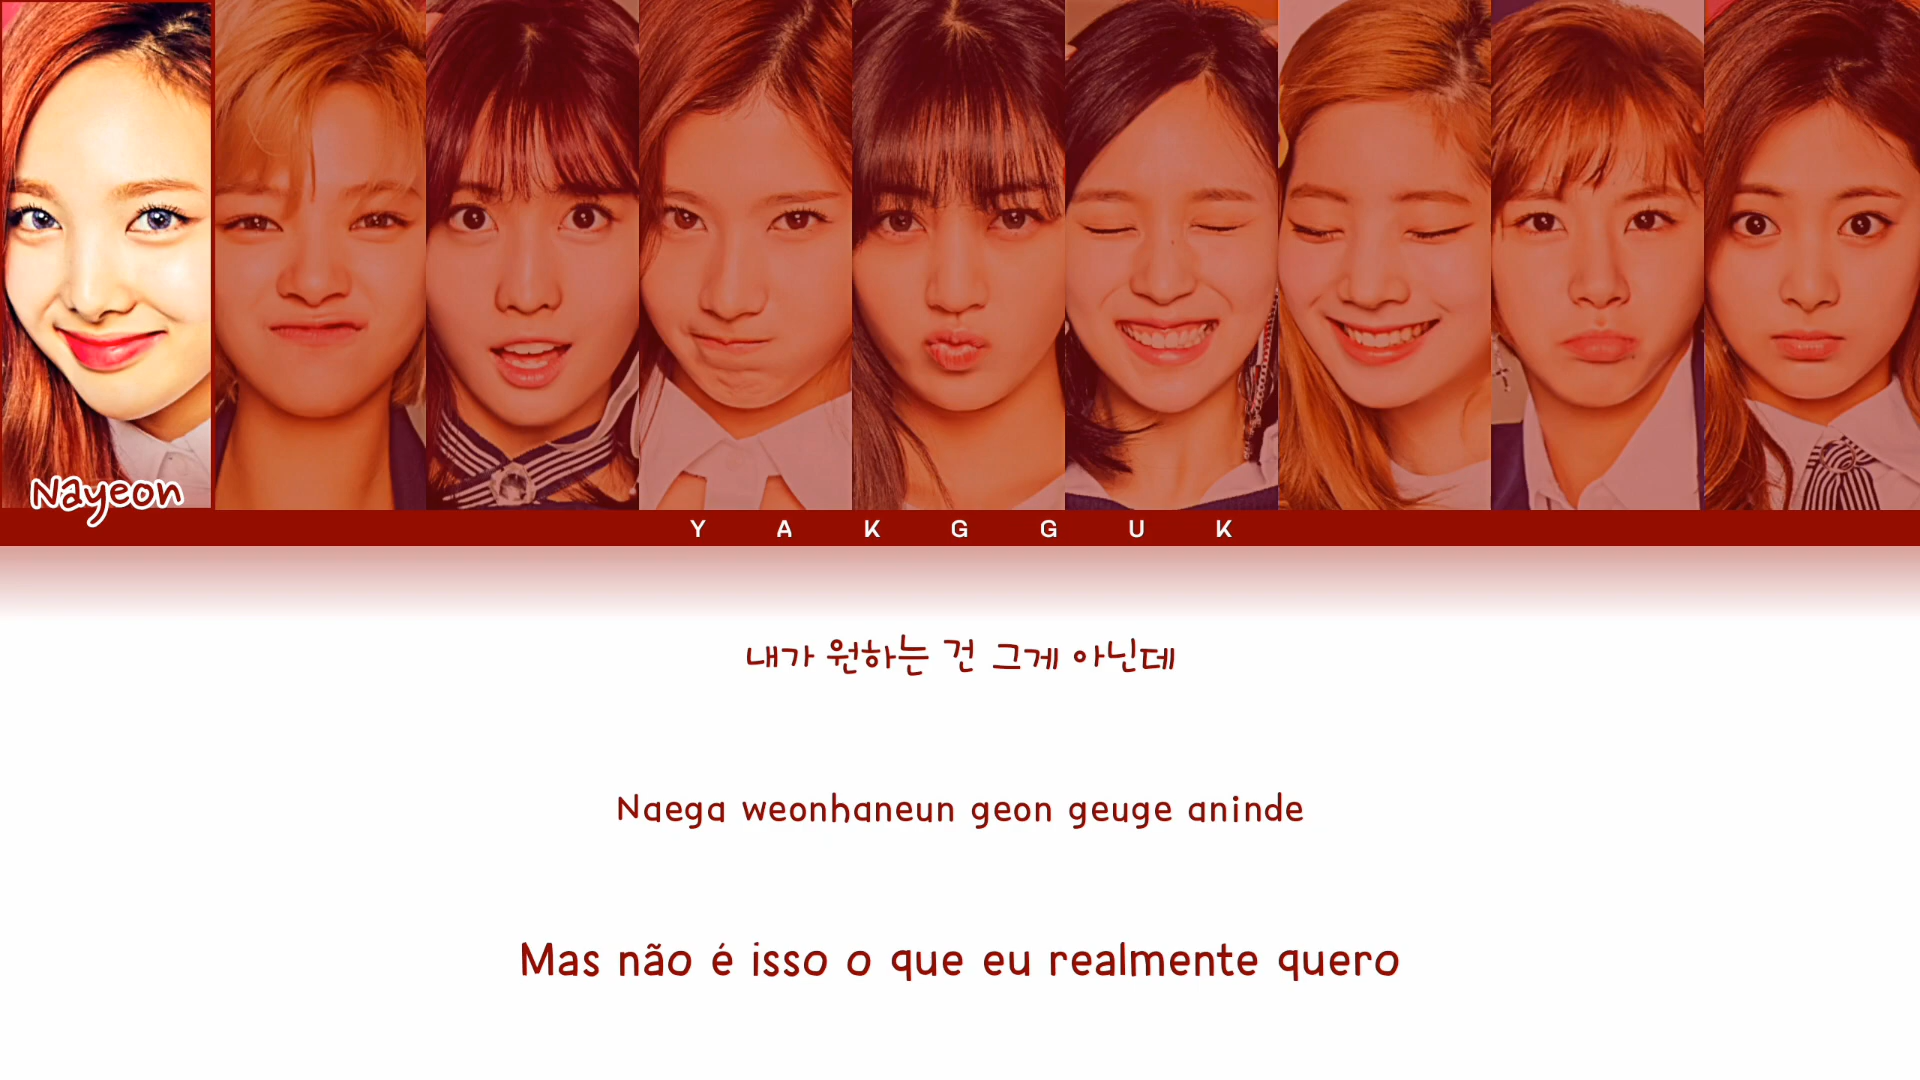 Nayeon
YAKGGUK
내가 원하는 건 그게 아닌데
Naega weonhaneun geon geuge aninde
Mas não é isso o que eu realmente quero